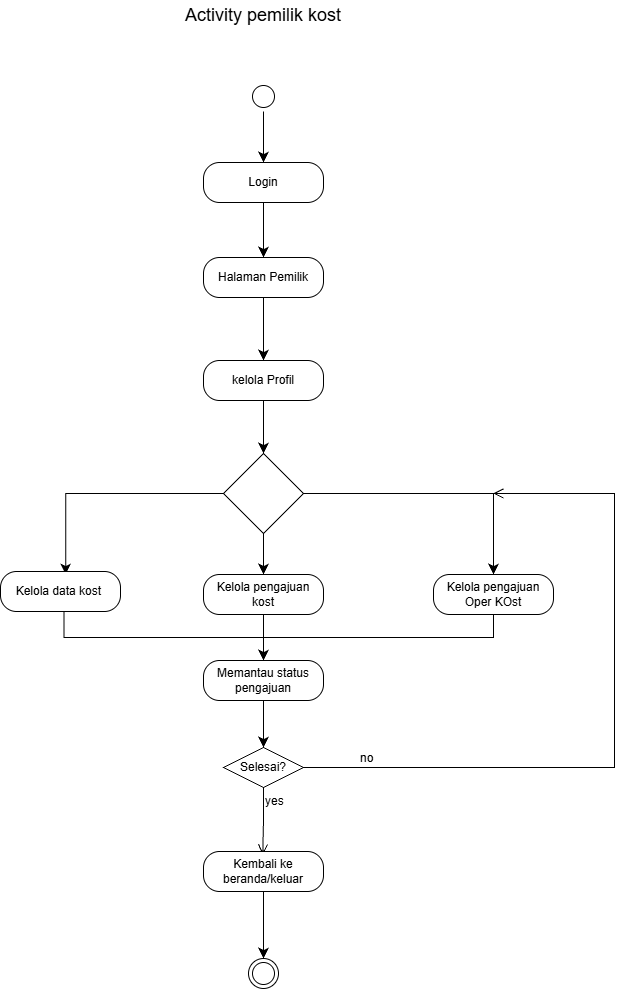 Activity pemilik kost
Login
Halaman Pemilik
kelola Profil
Kelola data kost
Kelola pengajuan
kost
Kelola pengajuan
Oper KOst
Memantau status
pengajuan
Selesai?
no
yes
Kembali ke
beranda/keluar